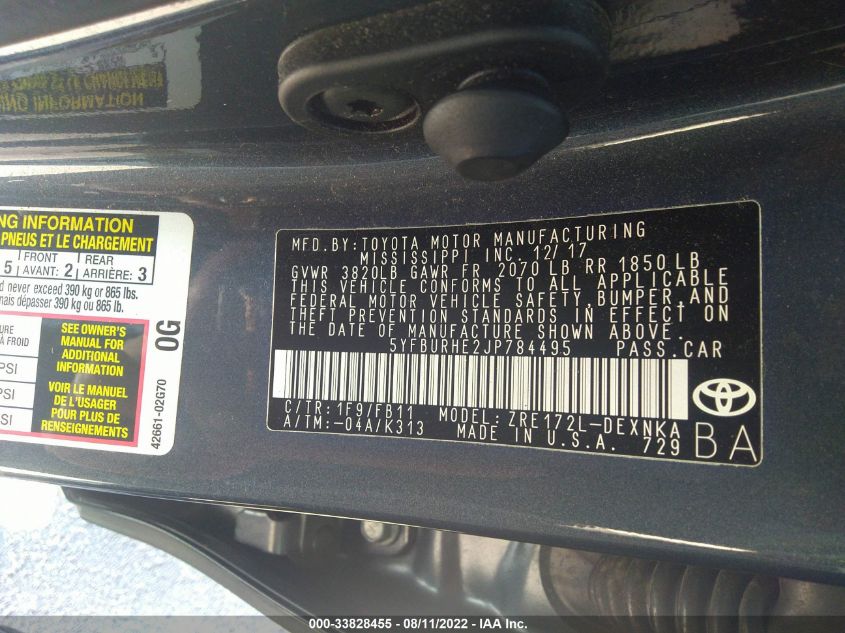 NG INFORMATION
PNEUS ET LE CHARGEMENT
5 FRONT AVANT: 2 REAR ARRIÈRE: 3
never exceed 390 kg or 865 lbs.
mais dépasser 390 kg ou 865 lb.
À FROID
PSI
PSI
SEE OWNER'S
MANUAL FOR
ADDITIONAL
INFORMATION
VOIR LE MANUEL
DE L'USAGER
POUR PLUS DE
RENSEIGNEMENTS
0G
42661-02G70
MFD. BY: TOYOTA MOTOR MANUFACTURING
MISSISSIPPI INC. 12/17
GVWR 3820LB GAWR FR 2070 LB RR 1850 LB
THIS VEHICLE CONFORMS TO ALL APPLICABLE
FEDERAL MOTOR VEHICLE SAFETY, BUMPER, AND
THEFT PREVENTION STANDARDS IN EFFECT ON
THE DATE OF MANUFACTURE SHOWN ABOVE.
5YFBURHE2JP784495 PASS. CAR
C/TR: 1F9/FB11 MODEL: ZRE172L-DEXNKA
A/TM: -04A/K313 MADE IN U.S.A. 729
BA
TOYOTA
000-33828455 - 08/11/2022 - IAA Inc.